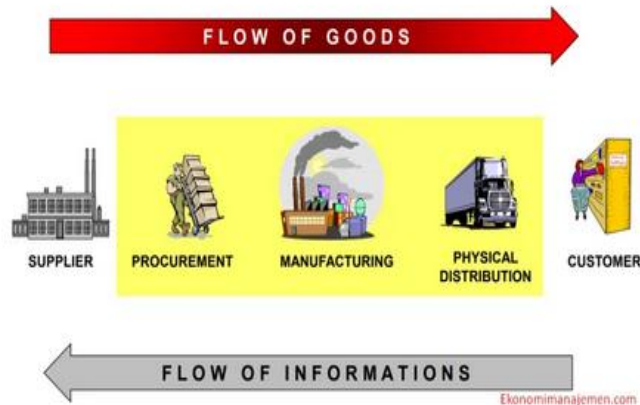 FLOW OF GOODS
SUPPLIER
PROCUREMENT
MANUFACTURING
PHYSICAL
DISTRIBUTION
CUSTOMER
FLOW OF INFORMATIONS
Ekonomimanajemen.com